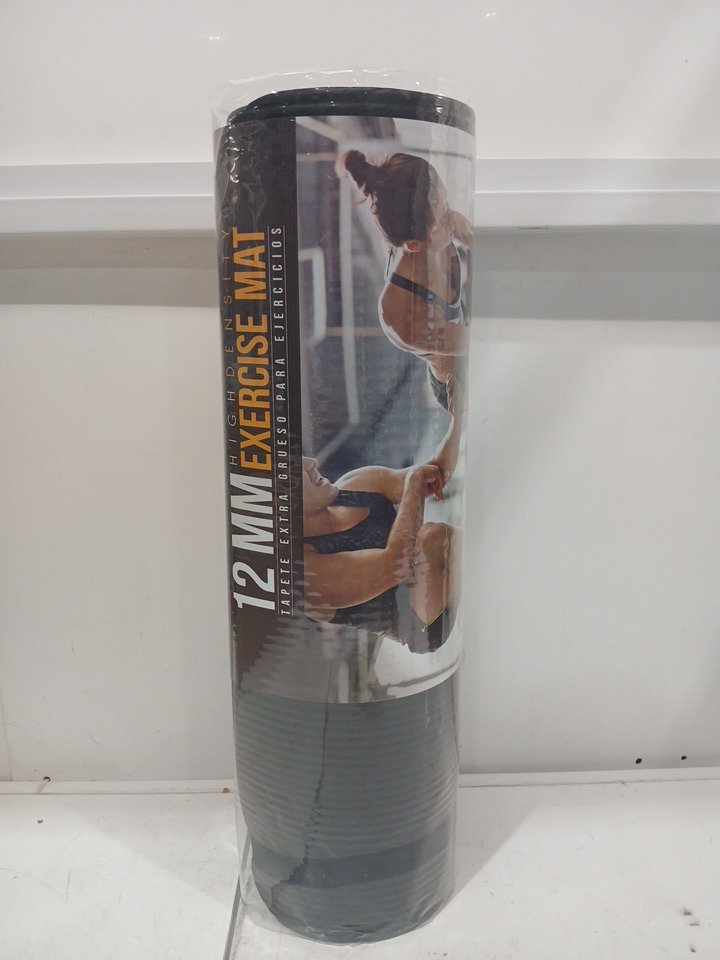 12 MM
HIGH DENSITY
EXERCISE MAT
TAPETE EXTRA GRUESO PARA EJERCICIOS